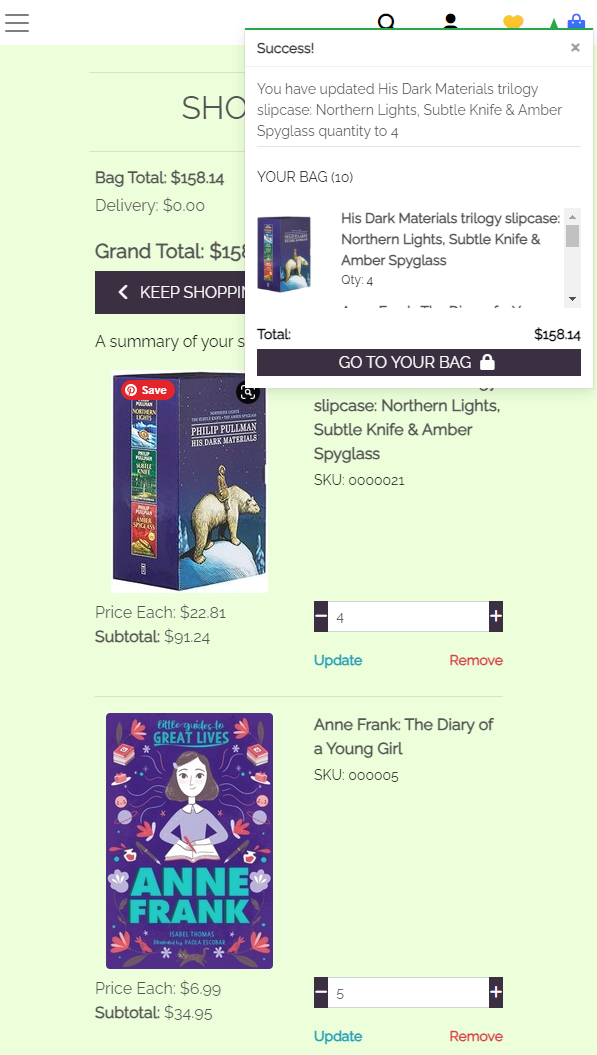 Success!
×
You have updated His Dark Materials trilogy
slipcase: Northern Lights, Subtle Knife & Amber
Spyglass quantity to 4
YOUR BAG (10)
His Dark Materials trilogy slipcase:
Northern Lights, Subtle Knife &
Amber Spyglass
Qty: 4
Total: $158.14
GO TO YOUR BAG
SHO
Bag Total: $158.14
Delivery: $0.00
Grand Total: $158
KEEP SHOPPIN
A summary of your s
Save
NORTHERN LIGHTS
THE SUBTLE KNIFE • THE AMBER SPYGLASS
PHILIP PULLMAN
HIS DARK MATERIALS
PHILIP PULLMAN
NORTHERN
LIGHTS
PHILIP PULLMAN
SUBTLE
KNIFE
PHILIP PULLMAN
AMBER
SPYGLASS
slipcase: Northern Lights,
Subtle Knife & Amber
Spyglass
SKU: 0000021
Price Each: $22.81
Subtotal: $91.24
− 4 +
Update Remove
little guides to
GREAT LIVES
ANNE
FRANK
ISABEL THOMAS
Illustrated by PAOLA ESCOBAR
Anne Frank: The Diary of
a Young Girl
SKU: 000005
Price Each: $6.99
Subtotal: $34.95
− 5 +
Update Remove